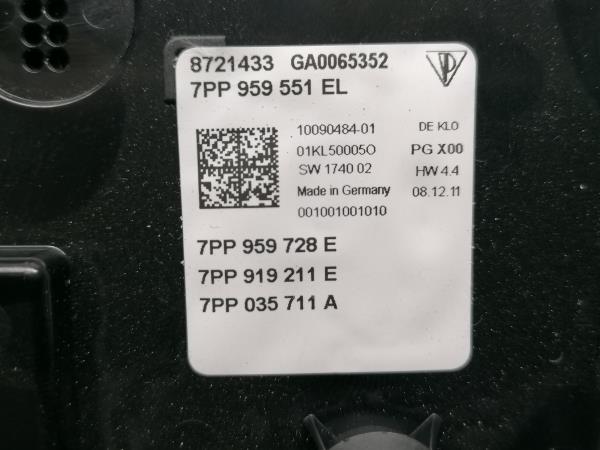 8721433 GA0065352
7PP 959 551 EL
10090484-01 DE KLO
01KL50005O PG X00
SW 1740 02 HW 4.4
Made in Germany 08.12.11
001001001010
7PP 959 728 E
7PP 919 211 E
7PP 035 711 A